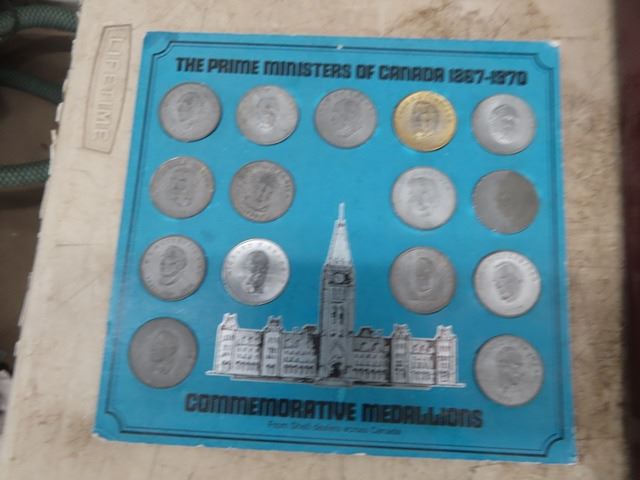 THE PRIME MINISTERS OF CANADA 1867-1970
COMMEMORATIVE MEDALLIONS
From Shell dealers across Canada
LIFETIME